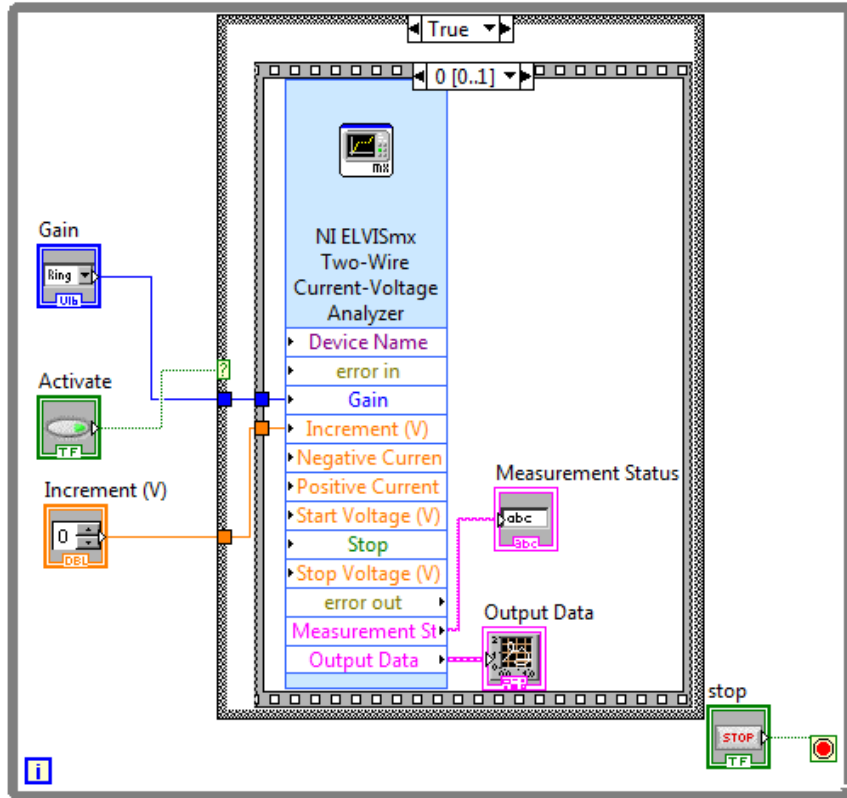 True
0 [0..1]
mx
NI ELVISmx
Two-Wire
Current-Voltage
Analyzer
Gain
Ring
U16
Device Name
error in
Activate
TF
?
Gain
Increment (V)
Negative Curren
Positive Current
Increment (V)
0
DBL
Start Voltage (V)
Stop
Stop Voltage (V)
error out
Measurement St
Output Data
Measurement Status
abc
abc
Output Data
stop
STOP
TF
i